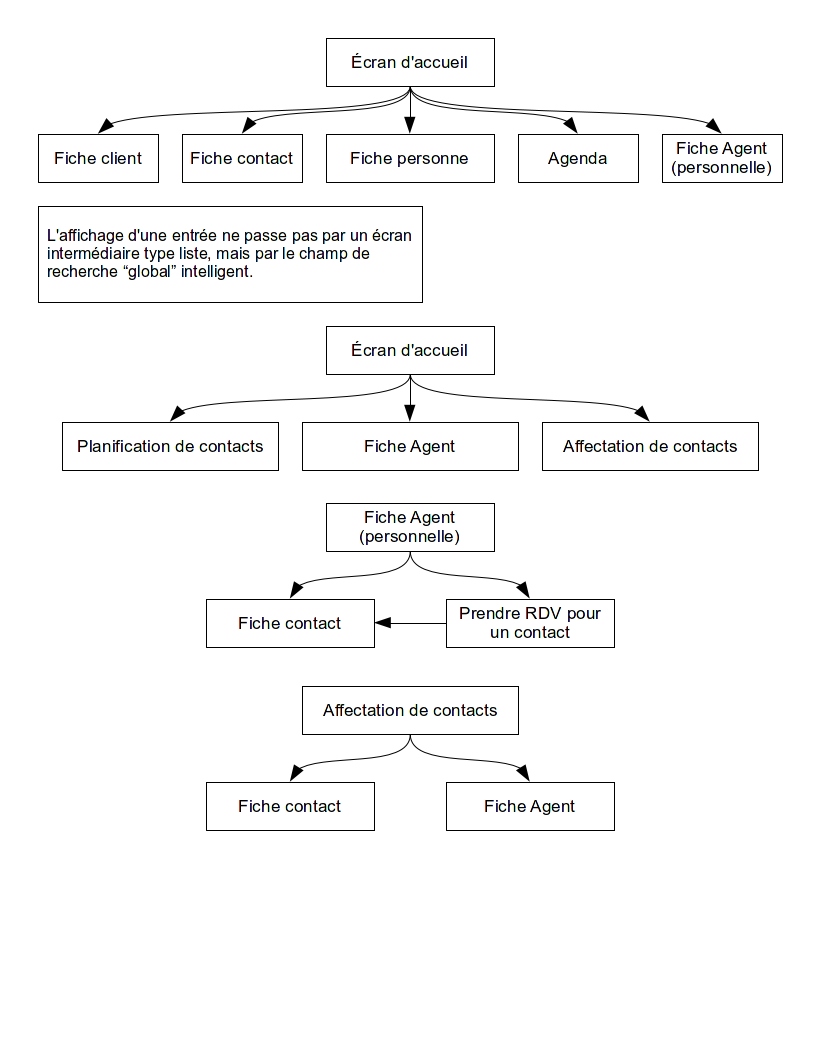 Écran d'accueil
Fiche client
Fiche contact
Fiche personne
Agenda
Fiche Agent
(personnelle)
L'affichage d'une entrée ne passe pas par un écran
intermédiaire type liste, mais par le champ de
recherche “global” intelligent.
Écran d'accueil
Planification de contacts
Fiche Agent
Affectation de contacts
Fiche Agent
(personnelle)
Fiche contact
Prendre RDV pour
un contact
Affectation de contacts
Fiche contact
Fiche Agent